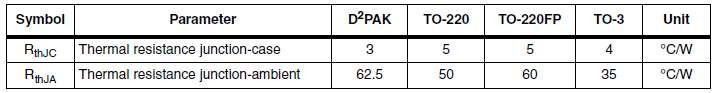 Symbol Parameter D²PAK TO-220 TO-220FP TO-3 Unit
RthJC Thermal resistance junction-case 3 5 5 4 °C/W
RthJA Thermal resistance junction-ambient 62.5 50 60 35 °C/W